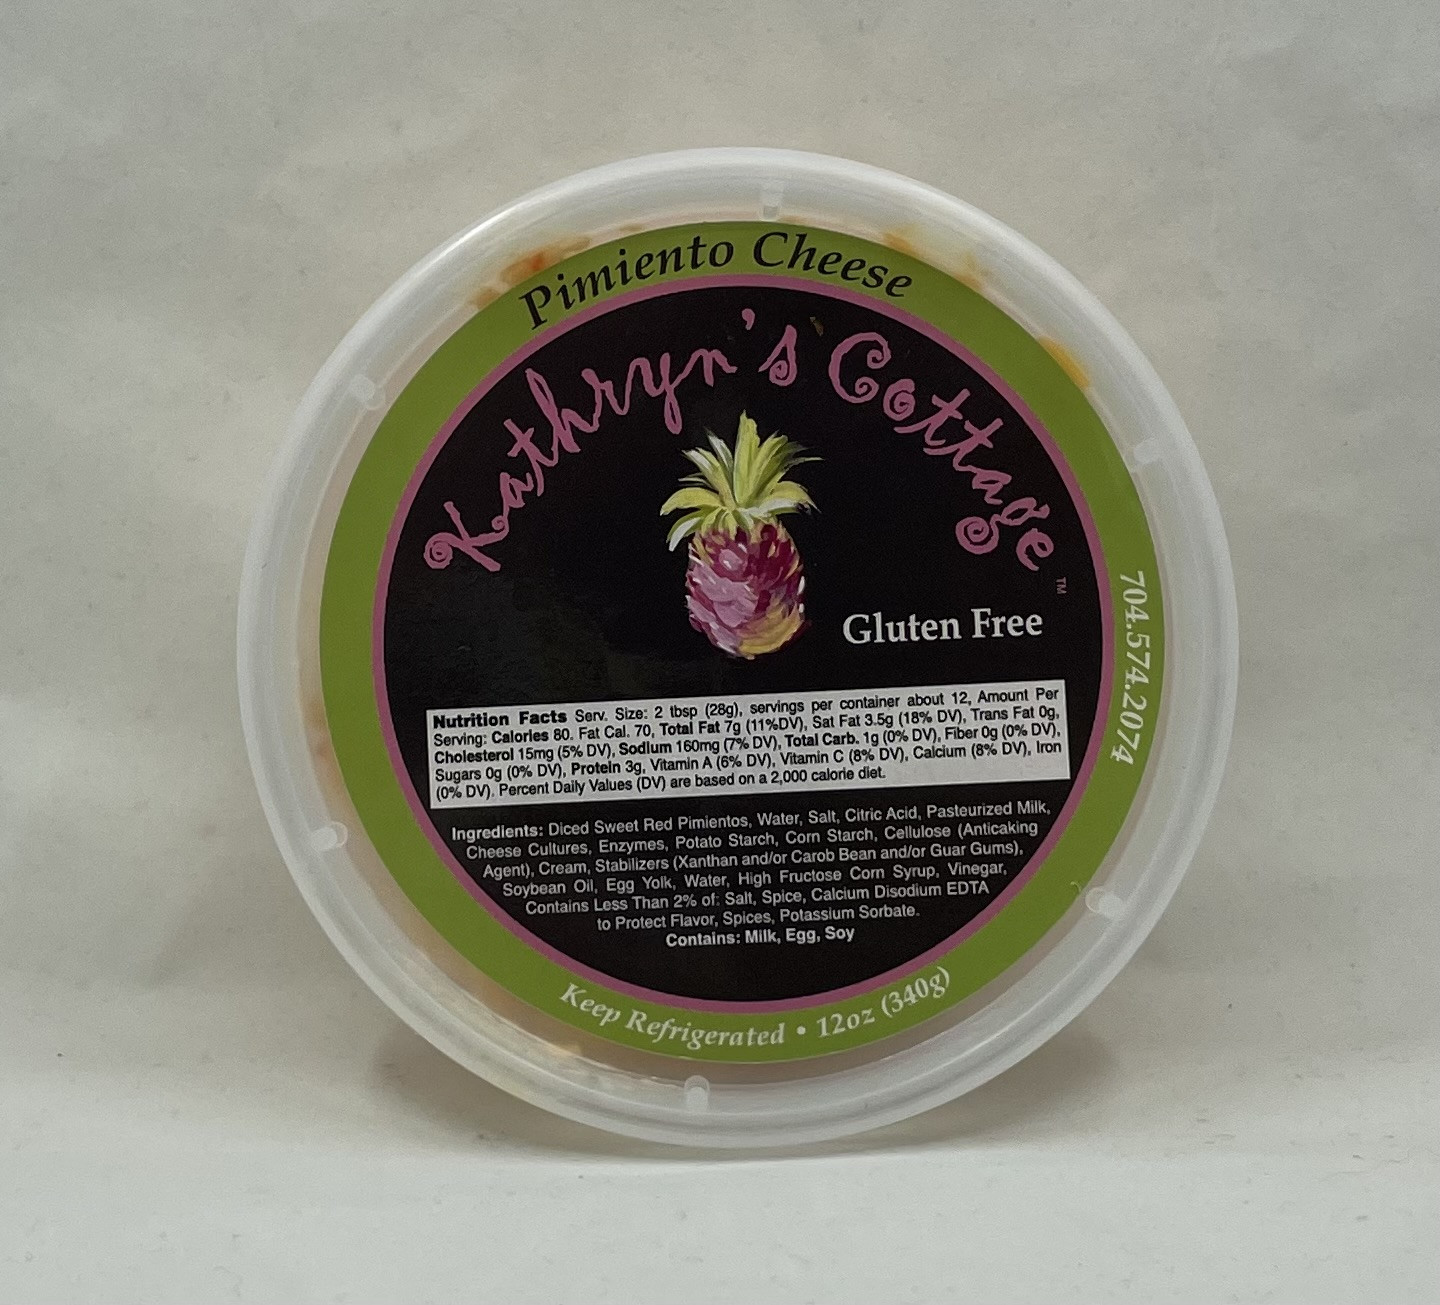 Pimiento Cheese
Kathryn's Cottage
TM
Gluten Free
704.574.2074
Nutrition Facts Serv. Size: 2 tbsp (28g), servings per container about 12, Amount Per
Serving: Calories 80. Fat Cal. 70, Total Fat 7g (11%DV), Sat Fat 3.5g (18% DV), Trans Fat 0g,
Cholesterol 15mg (5% DV), Sodium 160mg (7% DV), Total Carb. 1g (0% DV), Fiber 0g (0% DV),
Sugars 0g (0% DV), Protein 3g, Vitamin A (6% DV), Vitamin C (8% DV), Calcium (8% DV), Iron
(0% DV). Percent Daily Values (DV) are based on a 2,000 calorie diet.
Ingredients: Diced Sweet Red Pimientos, Water, Salt, Citric Acid, Pasteurized Milk,
Cheese Cultures, Enzymes, Potato Starch, Corn Starch, Cellulose (Anticaking
Agent), Cream, Stabilizers (Xanthan and/or Carob Bean and/or Guar Gums),
Soybean Oil, Egg Yolk, Water, High Fructose Corn Syrup, Vinegar,
Contains Less Than 2% of: Salt, Spice, Calcium Disodium EDTA
to Protect Flavor, Spices, Potassium Sorbate.
Contains: Milk, Egg, Soy
Keep Refrigerated • 12oz (340g)